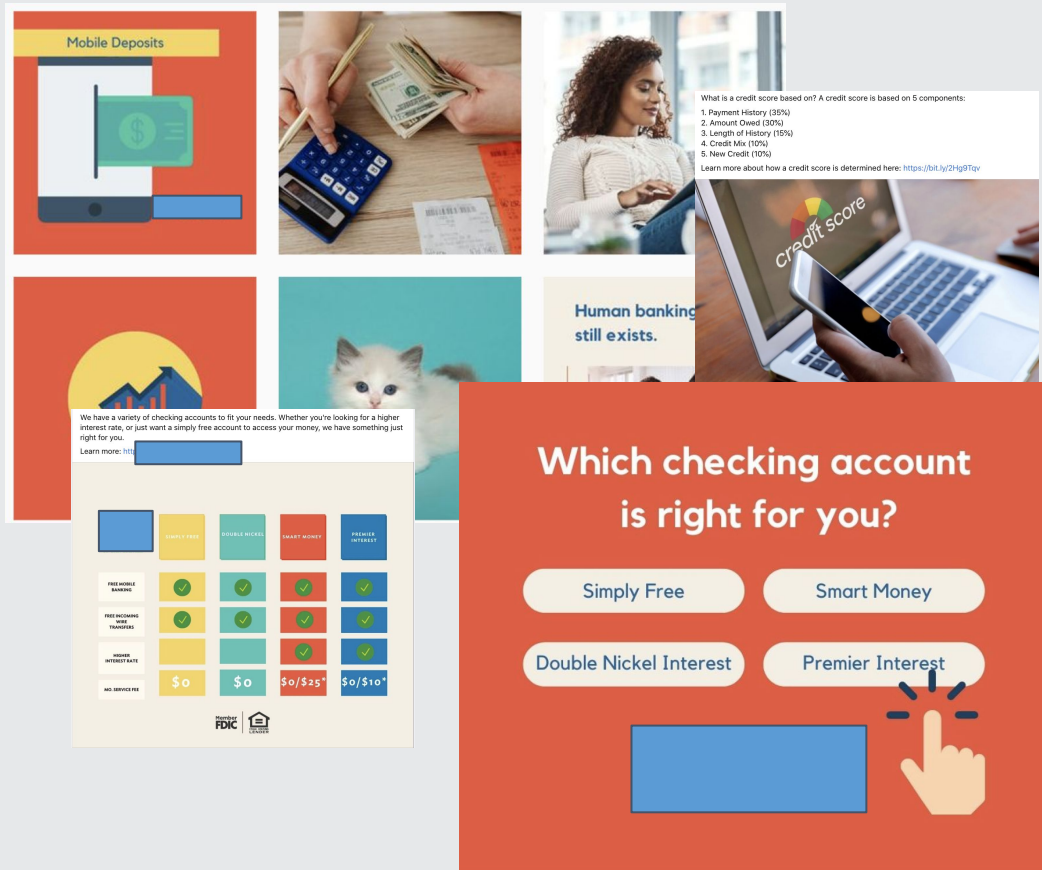 Mobile Deposits
What is a credit score based on? A credit score is based on 5 components:
1. Payment History (35%)
2. Amount Owed (30%)
3. Length of History (15%)
4. Credit Mix (10%)
5. New Credit (10%)
Learn more about how a credit score is determined here: https://bit.ly/2Hg9Tqv
credit score
Human banking
still exists.
We have a variety of checking accounts to fit your needs. Whether you're looking for a higher
interest rate, or just want a simply free account to access your money, we have something just
right for you.
Learn more:
SIMPLY FREE
DOUBLE NICKEL
SMART MONEY
PREMIER
INTEREST
FREE MOBILE
BANKING
FREE INCOMING
WIRE
TRANSFERS
HIGHER
INTEREST RATE
MO. SERVICE FEE
$0
$0
$0/$25*
$0/$10*
Member
FDIC
EQUAL HOUSING
LENDER
Which checking account
is right for you?
Simply Free
Smart Money
Double Nickel Interest
Premier Interest